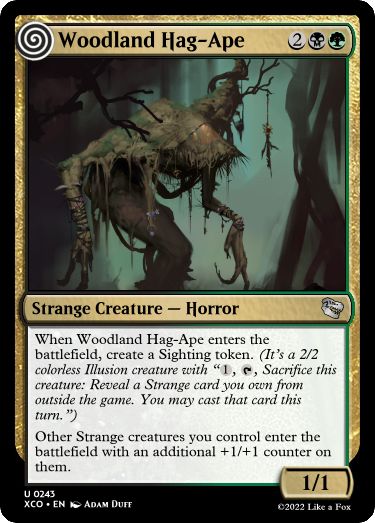 Woodland Hag-Ape 2
Strange Creature — Horror
When Woodland Hag-Ape enters the
battlefield, create a Sighting token. (It's a 2/2
colorless Illusion creature with “1, , Sacrifice this
creature: Reveal a Strange card you own from
outside the game. You may cast that card this
turn.”)
Other Strange creatures you control enter the
battlefield with an additional +1/+1 counter on
them.
1/1
U 0243
XCO • EN Adam Duff
©2022 Like a Fox